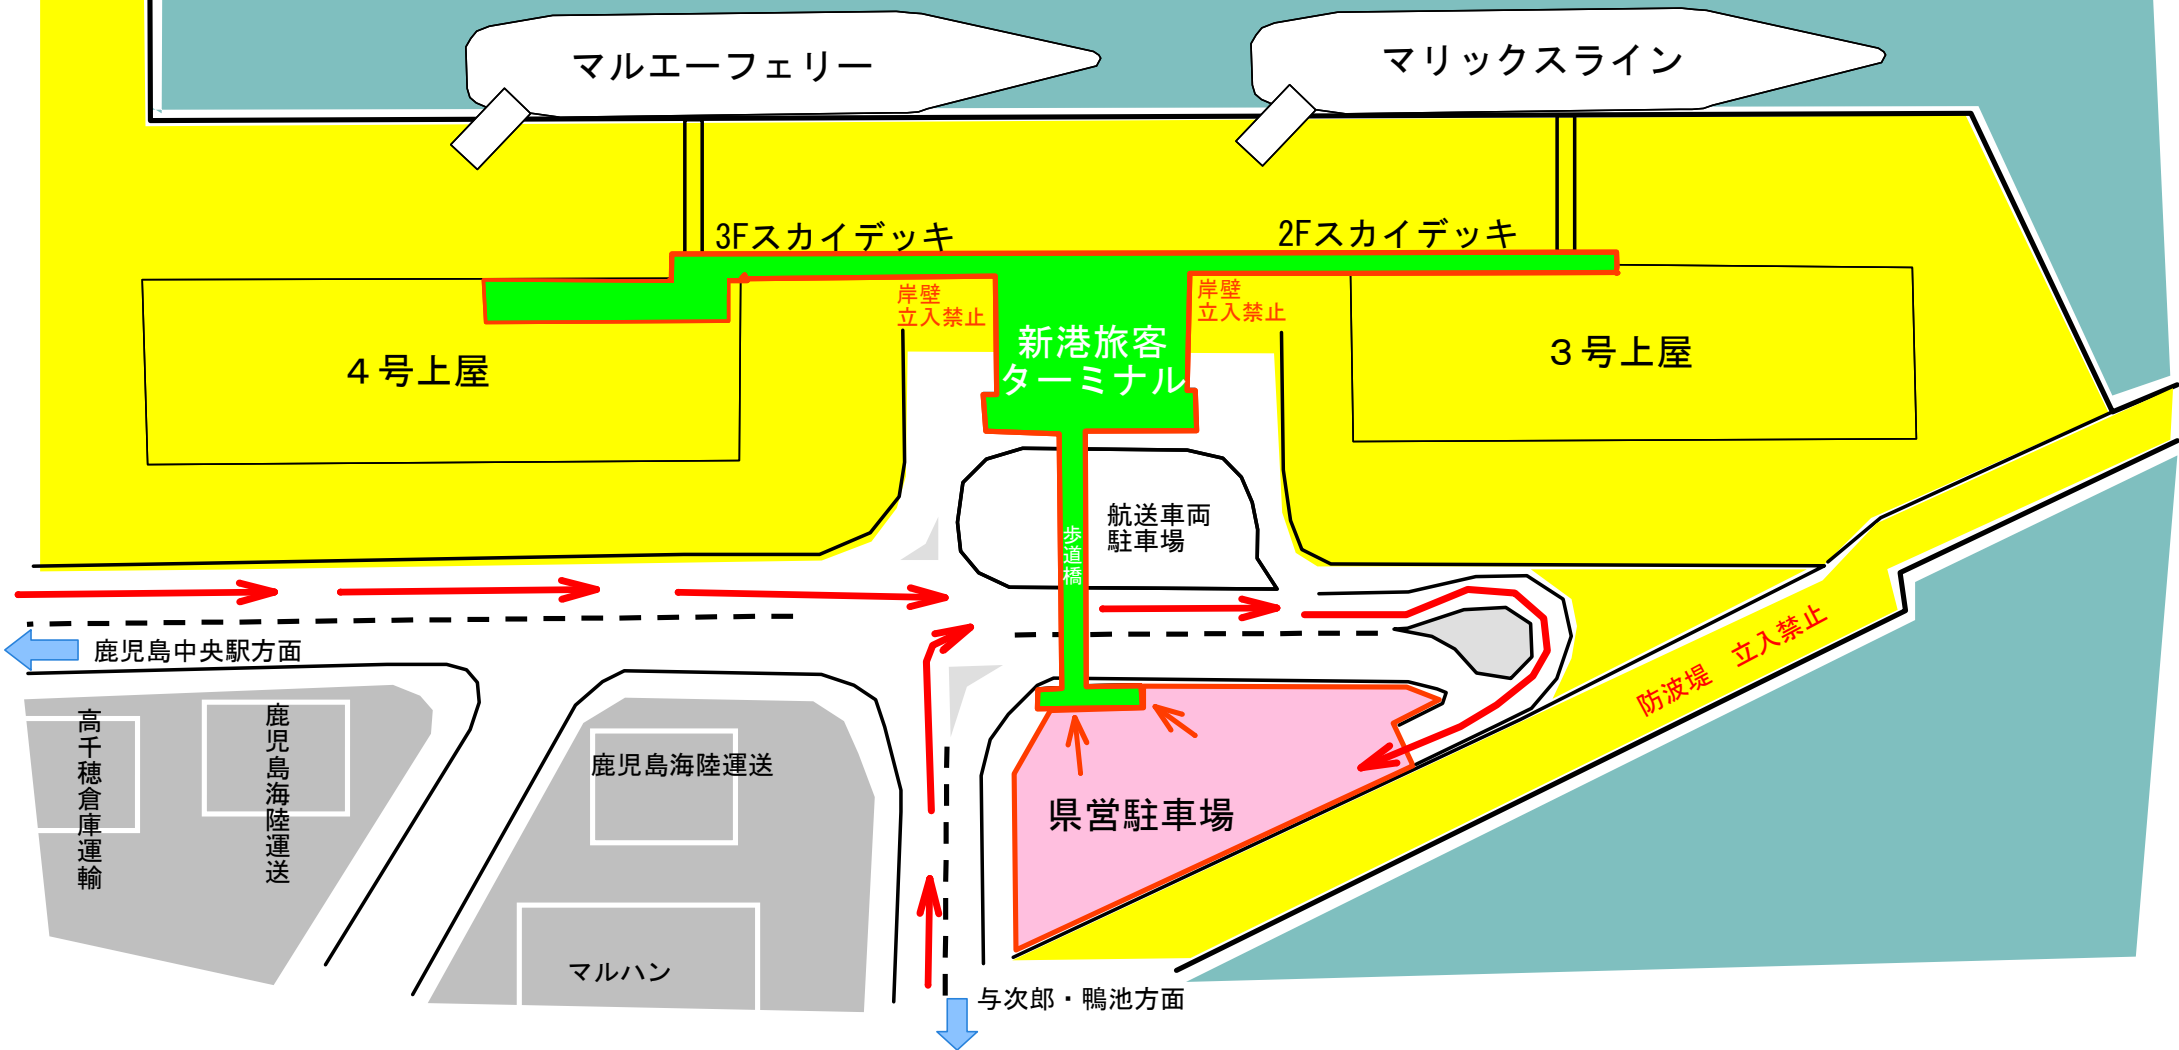 マルエーフェリー
マリックスライン
3Fスカイデッキ
2Fスカイデッキ
岸壁
立入禁止
岸壁
立入禁止
新港旅客
ターミナル
４号上屋
３号上屋
航送車両
駐車場
歩道橋
鹿児島中央駅方面
防波堤　立入禁止
高千穂倉庫運輸
鹿児島海陸運送
鹿児島海陸運送
県営駐車場
マルハン
与次郎・鴨池方面